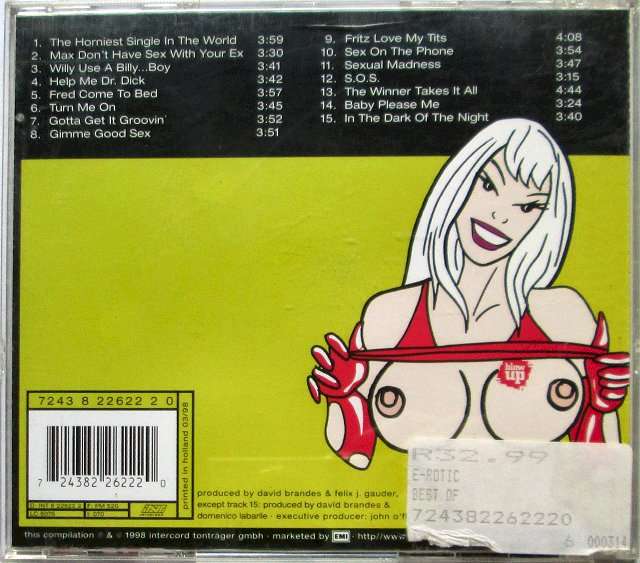 1. The Horniest Single In The World 3:59
2. Max Don't Have Sex With Your Ex 3:30
3. Willy Use A Billy...Boy 3:41
4. Help Me Dr. Dick 3:42
5. Fred Come To Bed 3:57
6. Turn Me On 3:45
7. Gotta Get It Groovin' 3:52
8. Gimme Good Sex 3:51
9. Fritz Love My Tits 4:08
10. Sex On The Phone 3:54
11. Sexual Madness 3:47
12. S.O.S. 3:15
13. The Winner Takes It All 4:44
14. Baby Please Me 3:24
15. In The Dark Of The Night 3:40
blow
up
7243 8 22622 2 0
printed in holland 03/98
7 24382 26222 0
INT
produced by david brandes & felix j. gauder,
except track 15: produced by david brandes &
domenico labarile - executive producer: john o'f
this compilation ℗ & © 1998 intercord tonträger gmbh · marketed by EMI · http//www
R32.99
E-ROTIC
BEST OF
724382262220
6 000314